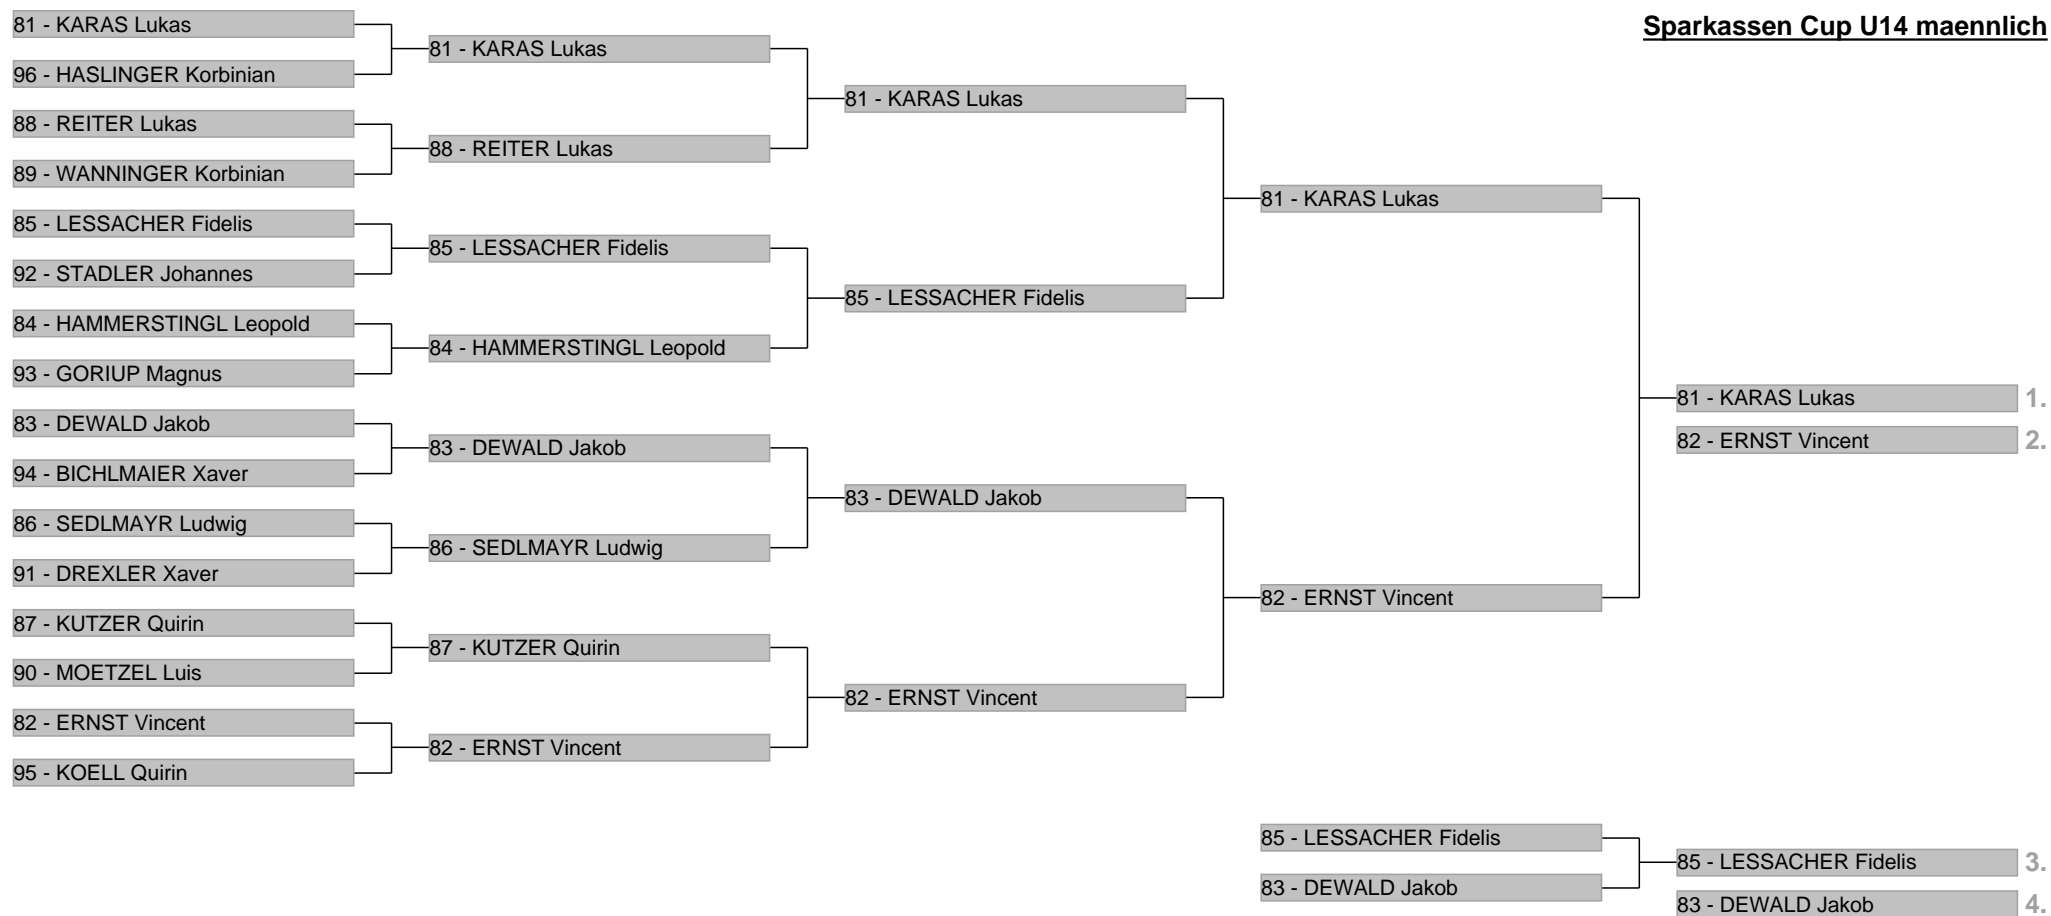 Sparkassen Cup U14 maennlich
81 - KARAS Lukas
96 - HASLINGER Korbinian
88 - REITER Lukas
89 - WANNINGER Korbinian
85 - LESSACHER Fidelis
92 - STADLER Johannes
84 - HAMMERSTINGL Leopold
93 - GORIUP Magnus
83 - DEWALD Jakob
94 - BICHLMAIER Xaver
86 - SEDLMAYR Ludwig
91 - DREXLER Xaver
87 - KUTZER Quirin
90 - MOETZEL Luis
82 - ERNST Vincent
95 - KOELL Quirin
81 - KARAS Lukas
88 - REITER Lukas
85 - LESSACHER Fidelis
84 - HAMMERSTINGL Leopold
83 - DEWALD Jakob
86 - SEDLMAYR Ludwig
87 - KUTZER Quirin
82 - ERNST Vincent
81 - KARAS Lukas
85 - LESSACHER Fidelis
83 - DEWALD Jakob
82 - ERNST Vincent
81 - KARAS Lukas
82 - ERNST Vincent
81 - KARAS Lukas 1.
82 - ERNST Vincent 2.
85 - LESSACHER Fidelis
83 - DEWALD Jakob
85 - LESSACHER Fidelis 3.
83 - DEWALD Jakob 4.